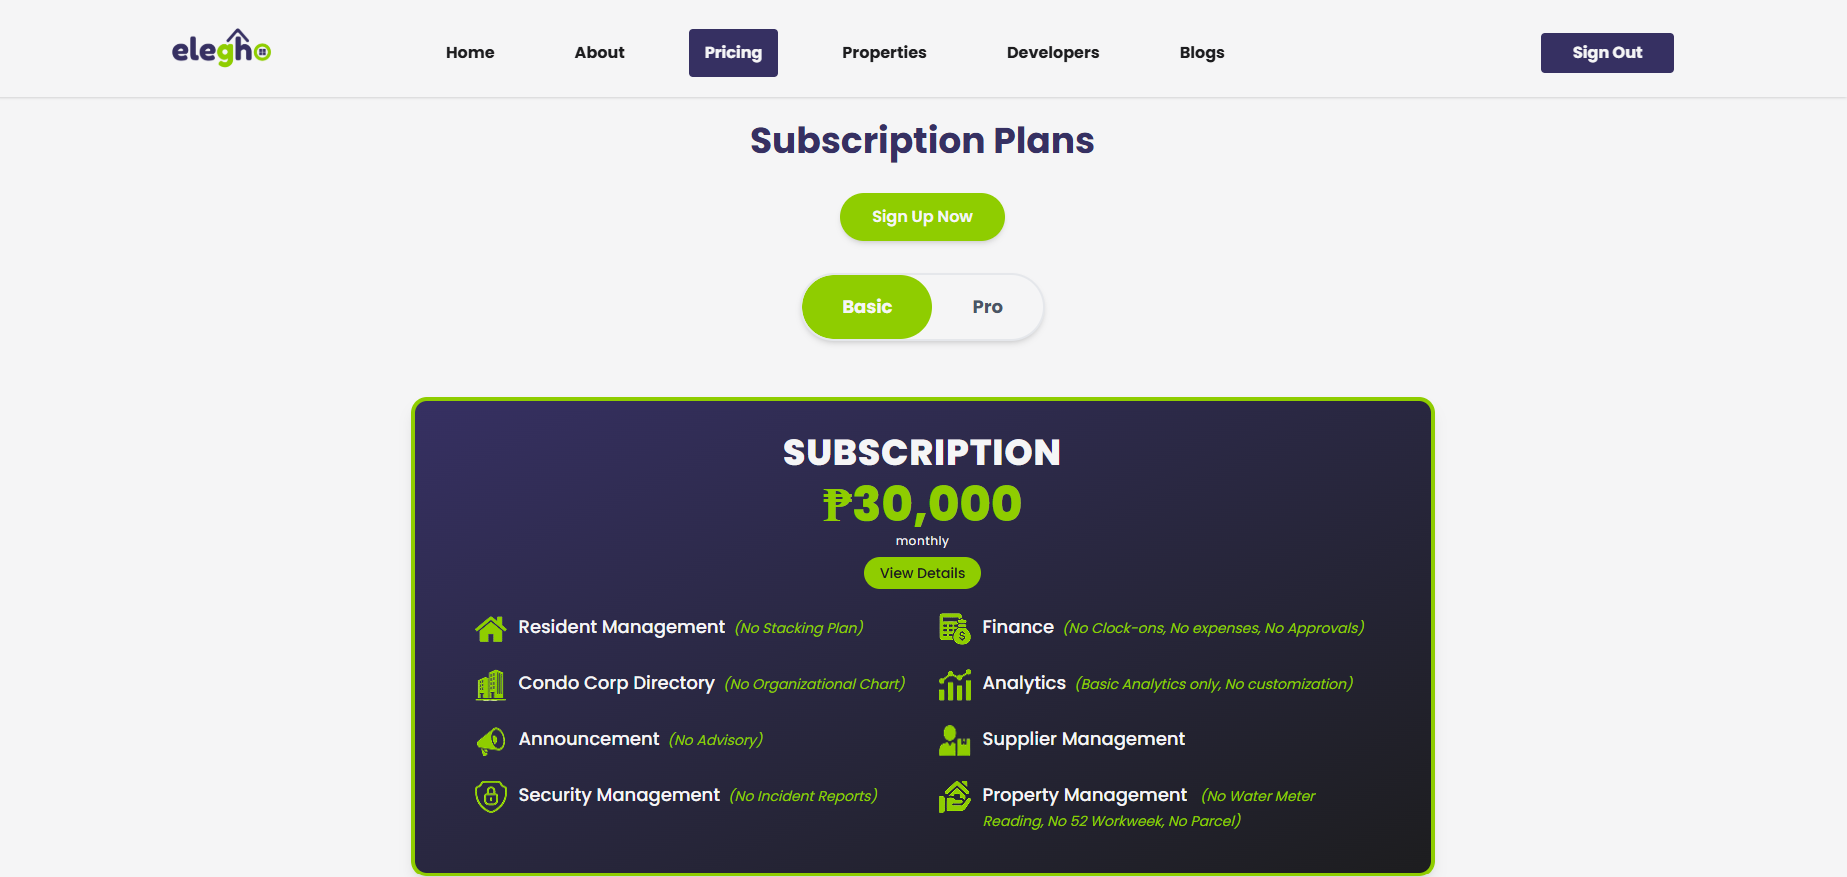 elegho
Home
About
Pricing
Properties
Developers
Blogs
Sign Out
Subscription Plans
Sign Up Now
Basic
Pro
SUBSCRIPTION
₱30,000
monthly
View Details
Resident Management (No Stacking Plan)
Finance (No Clock-ons, No expenses, No Approvals)
Condo Corp Directory (No Organizational Chart)
Analytics (Basic Analytics only, No customization)
Announcement (No Advisory)
Supplier Management
Security Management (No Incident Reports)
Property Management (No Water Meter
Reading, No 52 Workweek, No Parcel)